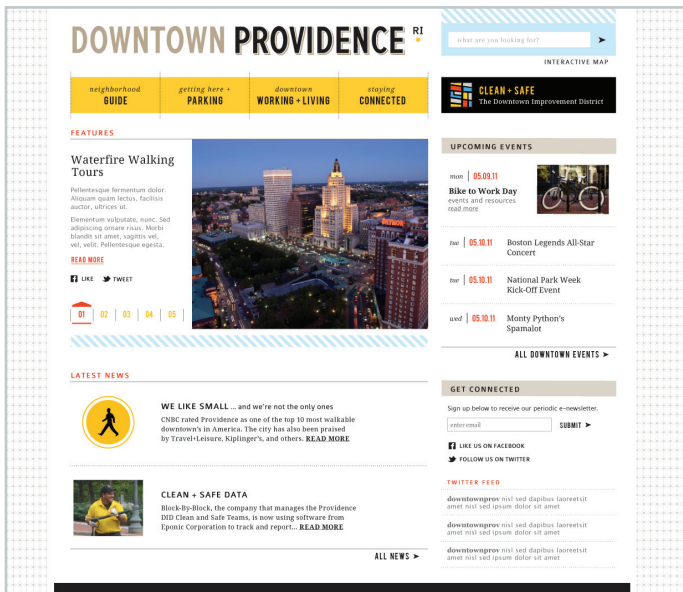 DOWNTOWN PROVIDENCE RI
what are you looking for?
INTERACTIVE MAP
neighborhood
GUIDE
getting here +
PARKING
downtown
WORKING + LIVING
staying
CONNECTED
CLEAN + SAFE
The Downtown Improvement District
FEATURES
Waterfire Walking
Tours
Pellentesque fermentum dolor.
Aliquam quam lectus, facilisis
auctor, ultrices ut.
Elementum vulputate, nunc. Sed
adipiscing ornare risus. Morbi
blandit sit amet, sagittis vel,
vel, velit. Pellentesque egesta.
READ MORE
LIKE TWEET
01 02 03 04 05
UPCOMING EVENTS
mon 05.09.11
Bike to Work Day
events and resources
read more
tue 05.10.11 Boston Legends All-Star
Concert
tue 05.10.11 National Park Week
Kick-Off Event
wed 05.10.11 Monty Python's
Spamalot
ALL DOWNTOWN EVENTS ➤
LATEST NEWS
WE LIKE SMALL ... and we're not the only ones
CNBC rated Providence as one of the top 10 most walkable
downtown's in America. The city has also been praised
by Travel+Leisure, Kiplinger's, and others. READ MORE
CLEAN + SAFE DATA
Block-By-Block, the company that manages the Providence
DID Clean and Safe Teams, is now using software from
Eponic Corporation to track and report... READ MORE
ALL NEWS ➤
GET CONNECTED
Sign up below to receive our periodic e-newsletter.
enter email SUBMIT ➤
LIKE US ON FACEBOOK
FOLLOW US ON TWITTER
TWITTER FEED
downtownprov nisl sed dapibus laoreetsit
amet nisl sed ipsum dolor sit amet
downtownprov nisl sed dapibus laoreetsit
amet nisl sed ipsum dolor sit amet
downtownprov nisl sed dapibus laoreetsit
amet nisl sed ipsum dolor sit amet